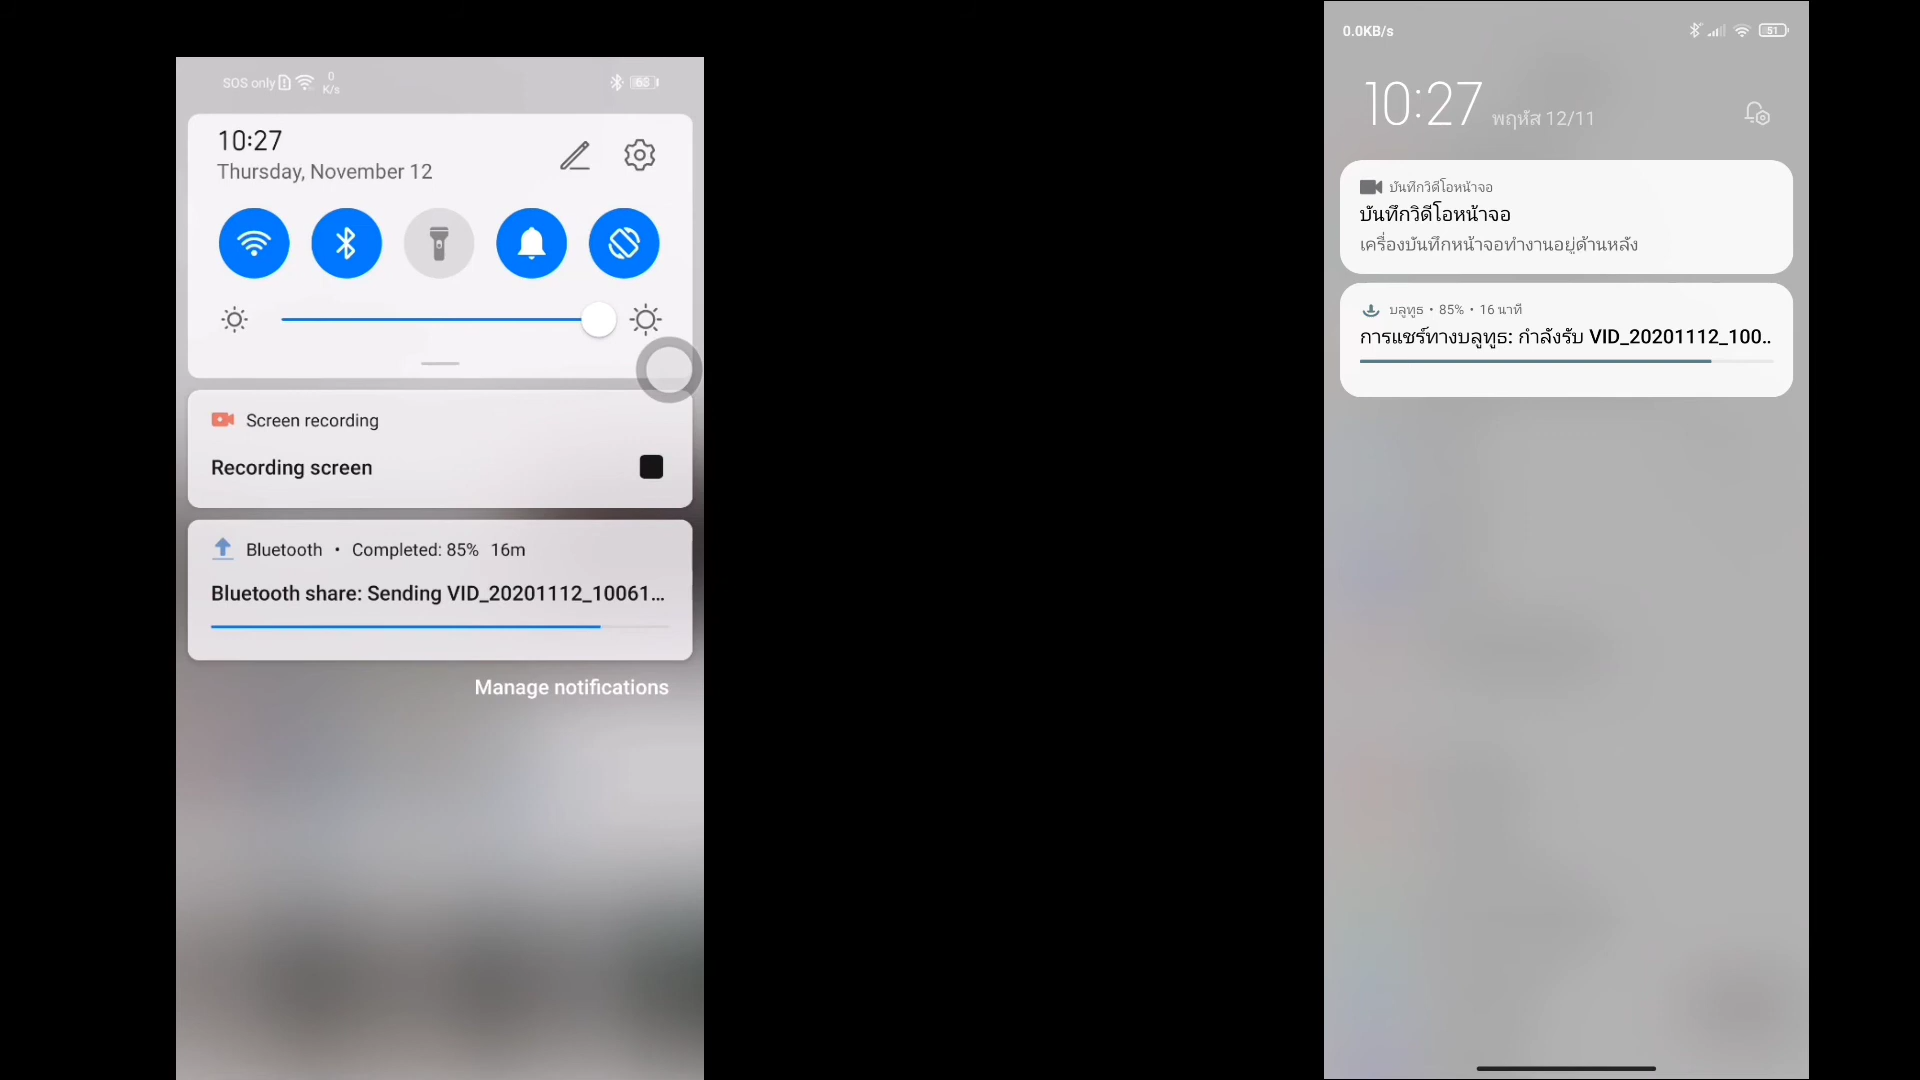 SOS only
0
K/s
63
10:27
Thursday, November 12
Screen recording
Recording screen
Bluetooth • Completed: 85% 16m
Bluetooth share: Sending VID_20201112_10061...
Manage notifications
0.0KB/s
51
10:27 พฤหัส 12/11
บันทึกวิดีโอหน้าจอ
บันทึกวิดีโอหน้าจอ
เครื่องบันทึกหน้าจอทำงานอยู่ด้านหลัง
บลูทูธ • 85% • 16 นาที
การแชร์ทางบลูทูธ: กำลังรับ VID_20201112_100..